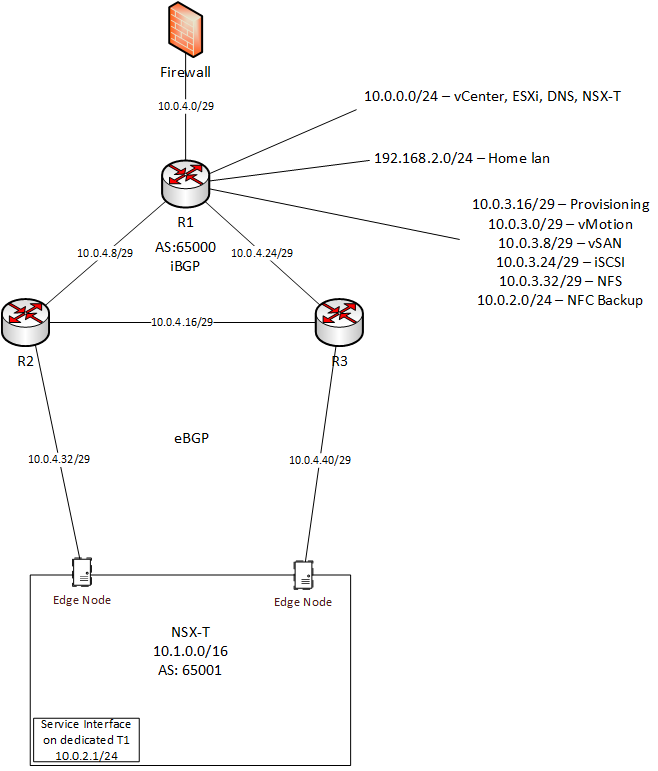 Firewall
10.0.4.0/29
10.0.0.0/24 – vCenter, ESXi, DNS, NSX-T
192.168.2.0/24 – Home lan
R1
10.0.3.16/29 – Provisioning
10.0.3.0/29 – vMotion
10.0.3.8/29 – vSAN
10.0.3.24/29 – iSCSI
10.0.3.32/29 – NFS
10.0.2.0/24 – NFC Backup
AS:65000
iBGP
10.0.4.8/29
10.0.4.24/29
10.0.4.16/29
R2
R3
eBGP
10.0.4.32/29
10.0.4.40/29
Edge Node
Edge Node
NSX-T
10.1.0.0/16
AS: 65001
Service Interface
on dedicated T1
10.0.2.1/24